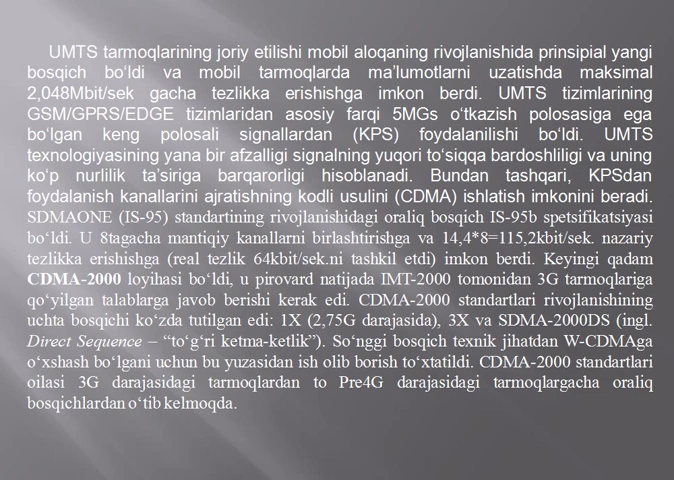 UMTS tarmoqlarining joriy etilishi mobil aloqaning rivojlanishida prinsipial yangi
bosqich bo‘ldi va mobil tarmoqlarda ma’lumotlarni uzatishda maksimal
2,048Mbit/sek gacha tezlikka erishishga imkon berdi. UMTS tizimlarining
GSM/GPRS/EDGE tizimlaridan asosiy farqi 5MGs o‘tkazish polosasiga ega
bo‘lgan keng polosali signallardan (KPS) foydalanilishi bo‘ldi. UMTS
texnologiyasining yana bir afzalligi signalning yuqori to‘siqqa bardoshliligi va uning
ko‘p nurlilik ta’siriga barqarorligi hisoblanadi. Bundan tashqari, KPSdan
foydalanish kanallarini ajratishning kodli usulini (CDMA) ishlatish imkonini beradi.
SDMAONE (IS-95) standartining rivojlanishidagi oraliq bosqich IS-95b spetsifikatsiyasi
bo‘ldi. U 8tagacha mantiqiy kanallarni birlashtirishga va 14,4*8=115,2kbit/sek. nazariy
tezlikka erishishga (real tezlik 64kbit/sek.ni tashkil etdi) imkon berdi. Keyingi qadam
CDMA-2000 loyihasi bo‘ldi, u pirovard natijada IMT-2000 tomonidan 3G tarmoqlariga
qo‘yilgan talablarga javob berishi kerak edi. CDMA-2000 standartlari rivojlanishining
uchta bosqichi ko‘zda tutilgan edi: 1X (2,75G darajasida), 3X va SDMA-2000DS (ingl.
Direct Sequence – “to‘g‘ri ketma-ketlik”). So‘nggi bosqich texnik jihatdan W-CDMAga
o‘xshash bo‘lgani uchun bu yuzasidan ish olib borish to‘xtatildi. CDMA-2000 standartlari
oilasi 3G darajasidagi tarmoqlardan to Pre4G darajasidagi tarmoqlargacha oraliq
bosqichlardan o‘tib kelmoqda.